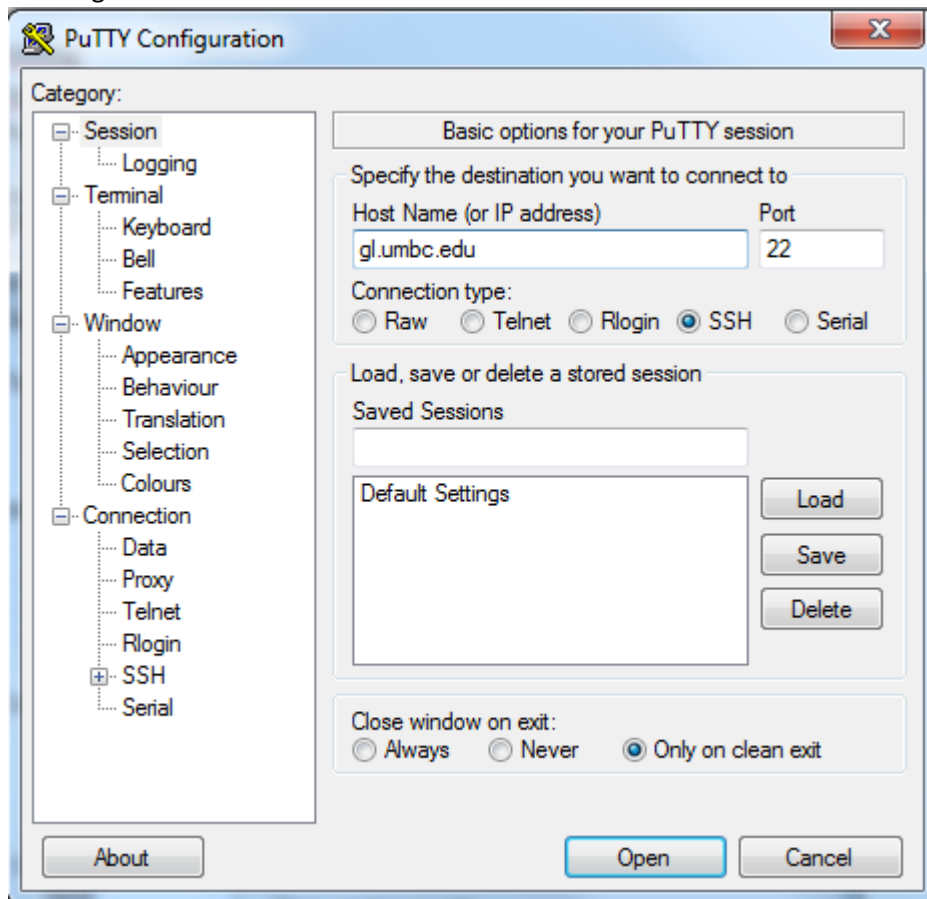 PuTTY Configuration
X
Category:
Session
Logging
Terminal
Keyboard
Bell
Features
Window
Appearance
Behaviour
Translation
Selection
Colours
Connection
Data
Proxy
Telnet
Rlogin
SSH
Serial
Basic options for your PuTTY session
Specify the destination you want to connect to
Host Name (or IP address) Port
gl.umbc.edu 22
Connection type:
Raw Telnet Rlogin SSH Serial
Load, save or delete a stored session
Saved Sessions
Default Settings
Load
Save
Delete
Close window on exit:
Always Never Only on clean exit
About Open Cancel